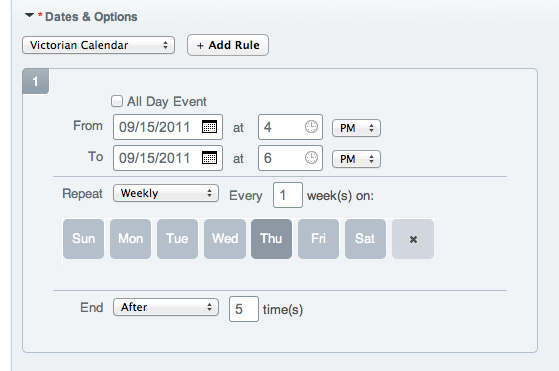 * Dates & Options
Victorian Calendar + Add Rule
1
All Day Event
From 09/15/2011 at 4 PM
To 09/15/2011 at 6 PM
Repeat Weekly Every 1 week(s) on:
Sun Mon Tue Wed Thu Fri Sat ×
End After 5 time(s)